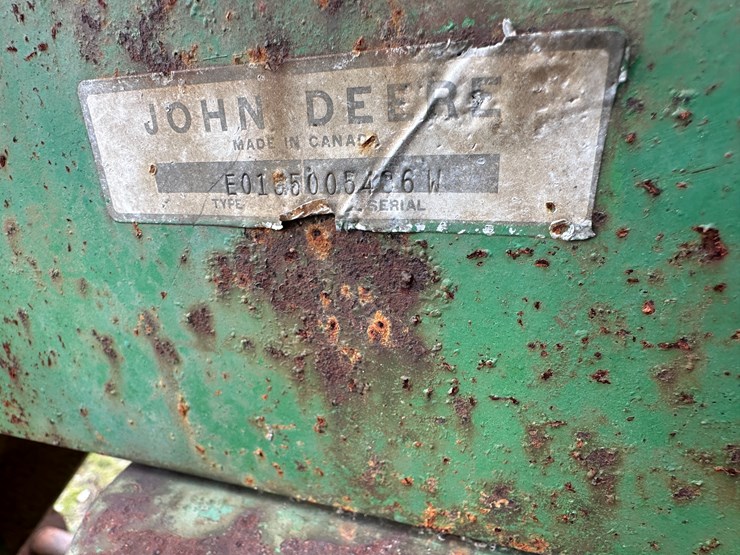 JOHN DEERE
MADE IN CANADA
TYPE SERIAL